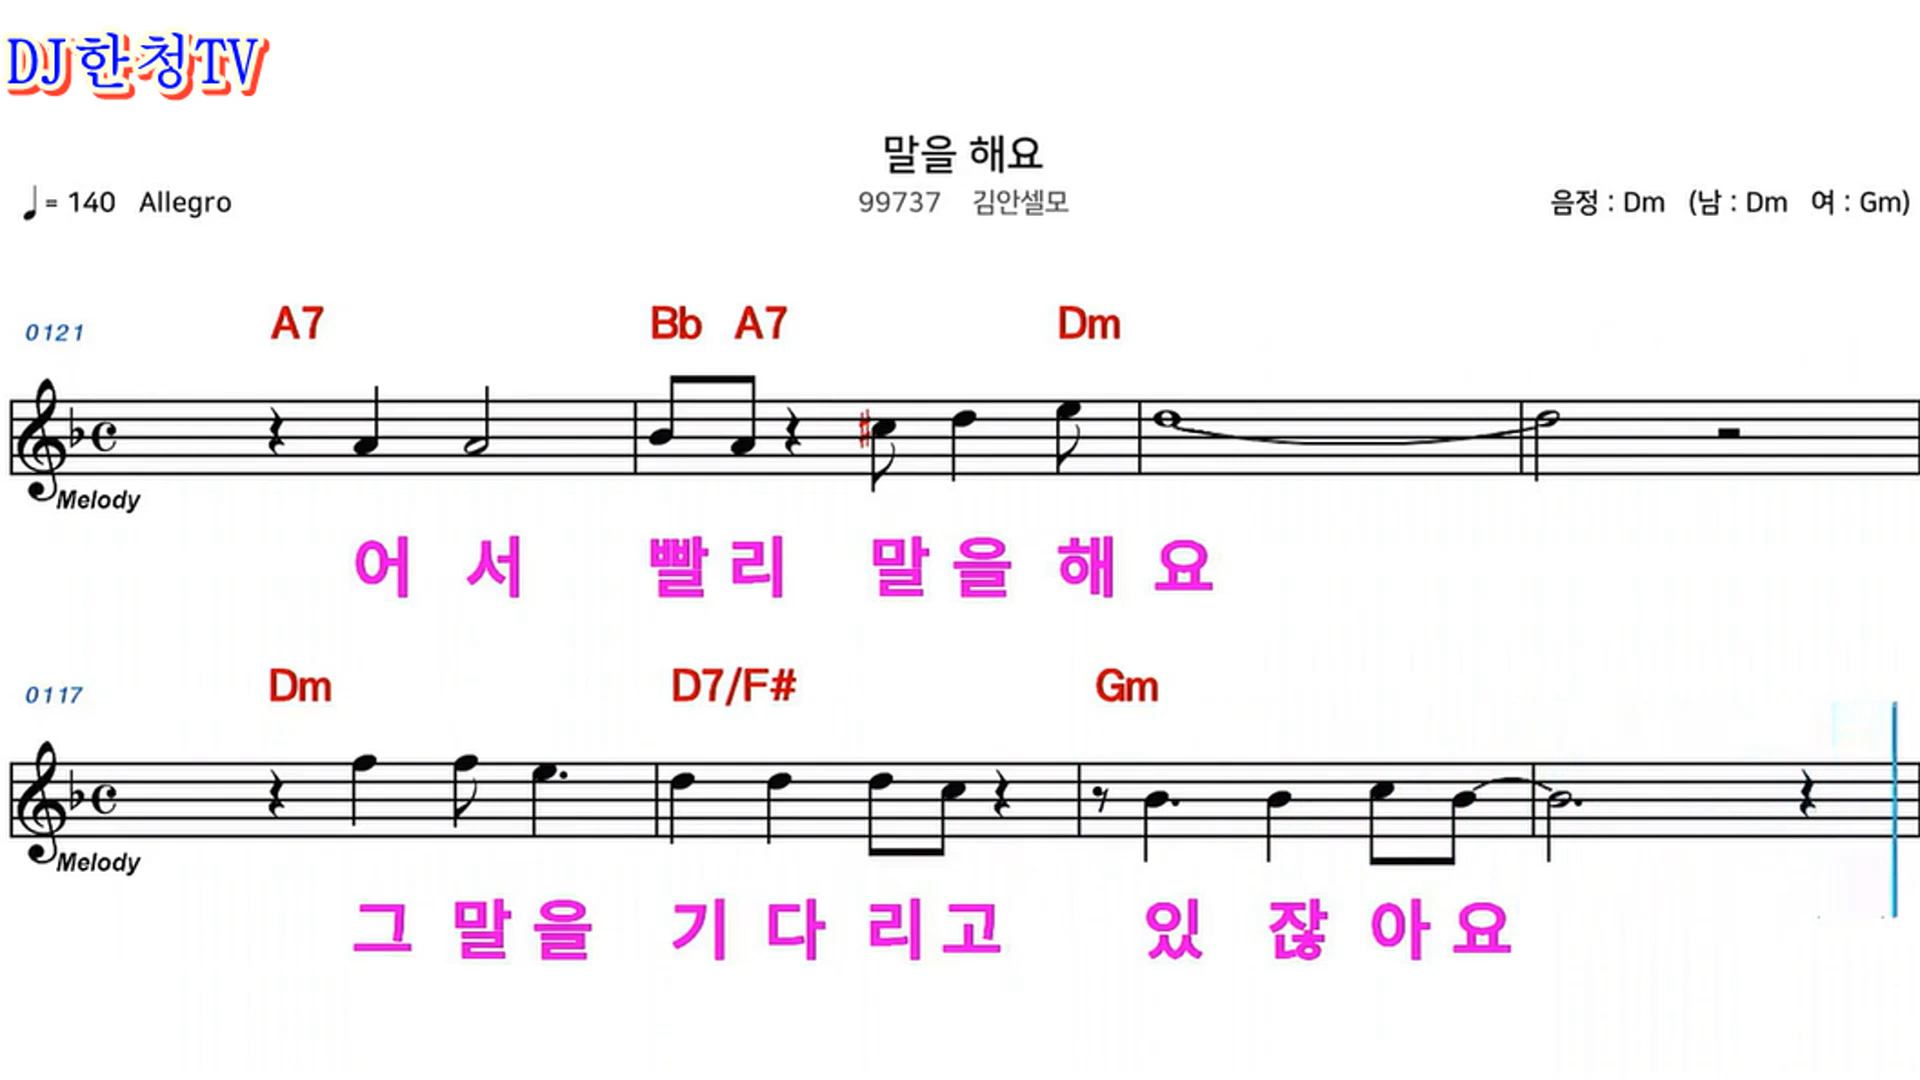 DJ한청TV
말을 해요
♩= 140 Allegro 99737 김안셀모 음정 : Dm (남 : Dm 여 : Gm)
0121 A7 Bb A7 Dm
Melody
어 서 빨 리 말 을 해 요
0117 Dm D7/F# Gm
Melody
그 말 을 기 다 리 고 있 잖 아 요